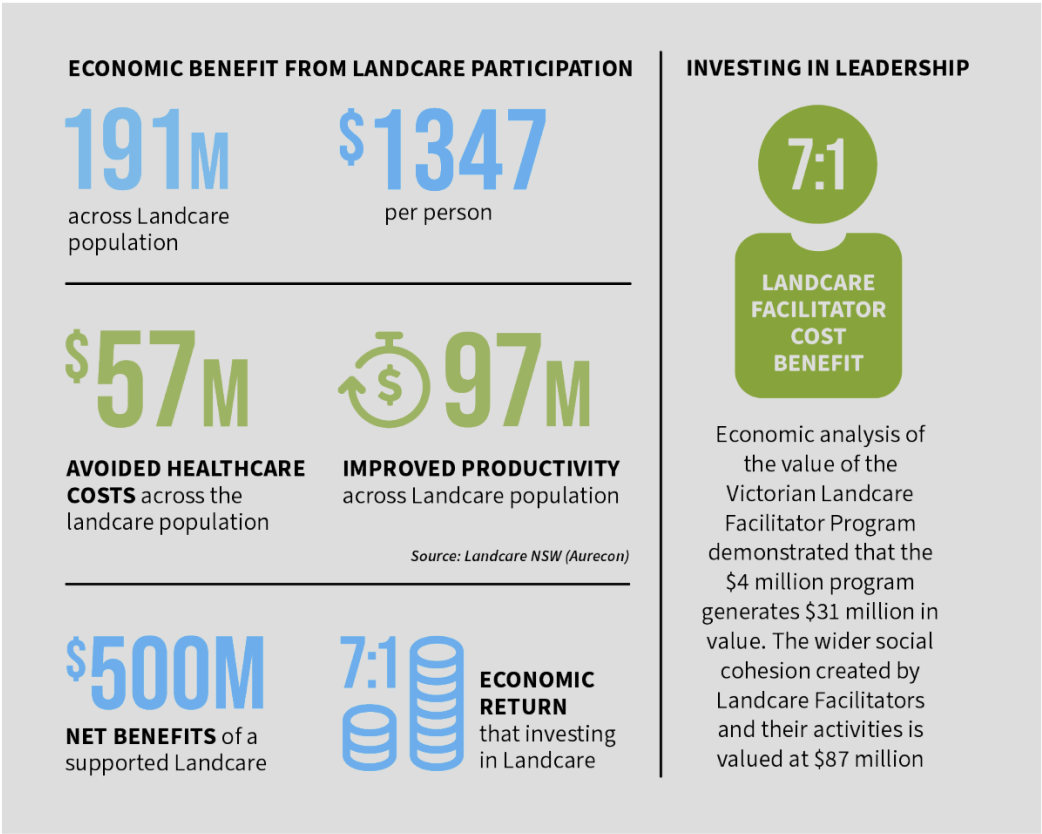 ECONOMIC BENEFIT FROM LANDCARE PARTICIPATION
191M
across Landcare
population
$1347
per person
$57M
AVOIDED HEALTHCARE
COSTS across the
landcare population
$
97M
IMPROVED PRODUCTIVITY
across Landcare population
Source: Landcare NSW (Aurecon)
$500M
NET BENEFITS of a
supported Landcare
7:1
ECONOMIC
RETURN
that investing
in Landcare
INVESTING IN LEADERSHIP
7:1
LANDCARE
FACILITATOR
COST
BENEFIT
Economic analysis of
the value of the
Victorian Landcare
Facilitator Program
demonstrated that the
$4 million program
generates $31 million in
value. The wider social
cohesion created by
Landcare Facilitators
and their activities is
valued at $87 million